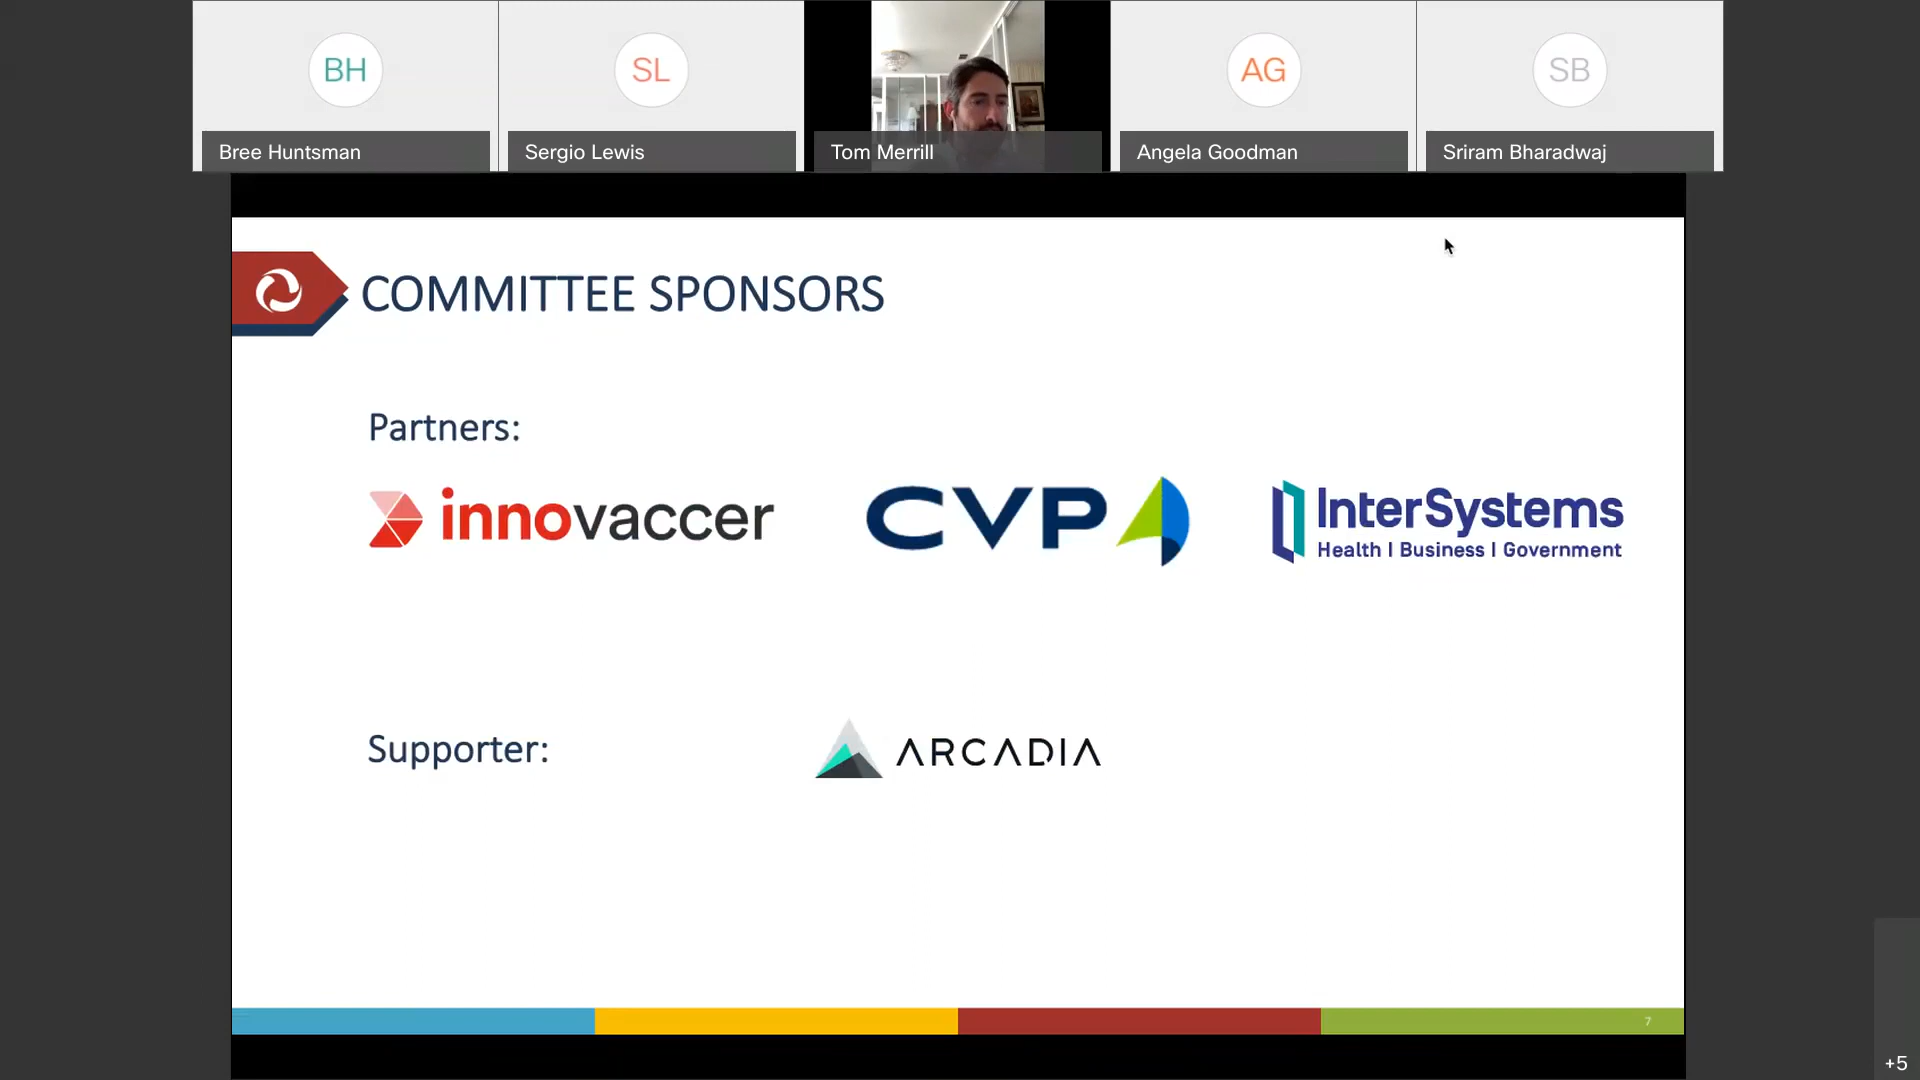 BH
SL
AG
SB
Bree Huntsman
Sergio Lewis
Tom Merrill
Angela Goodman
Sriram Bharadwaj
COMMITTEE SPONSORS
Partners:
innovaccer
CVP
InterSystems
Health | Business | Government
Supporter:
ARCADIA
7
+5